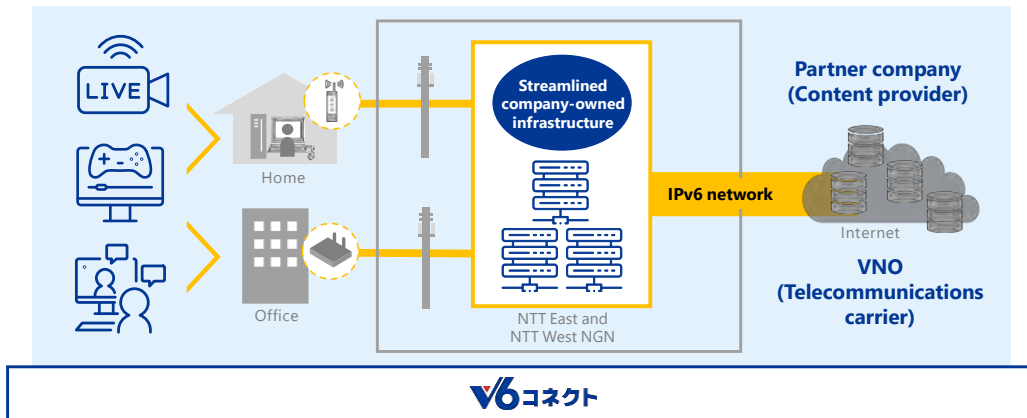 LIVE
Home
Office
Streamlined
company-owned
infrastructure
NTT East and
NTT West NGN
IPv6 network
Partner company
(Content provider)
Internet
VNO
(Telecommunications
carrier)
V6コネクト